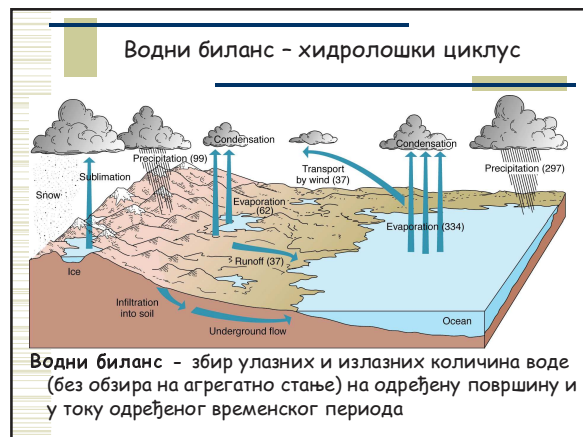 Водни биланс – хидролошки циклус
Condensation
Condensation
Precipitation (99)
Transport
by wind (37)
Precipitation (297)
Sublimation
Snow
Evaporation
(62)
Evaporation (334)
Runoff (37)
Ice
Infiltration
into soil
Underground flow
Ocean
Водни биланс - збир улазних и излазних количина воде
(без обзира на агрегатно стање) на одређену површину и
у току одређеног временског периода